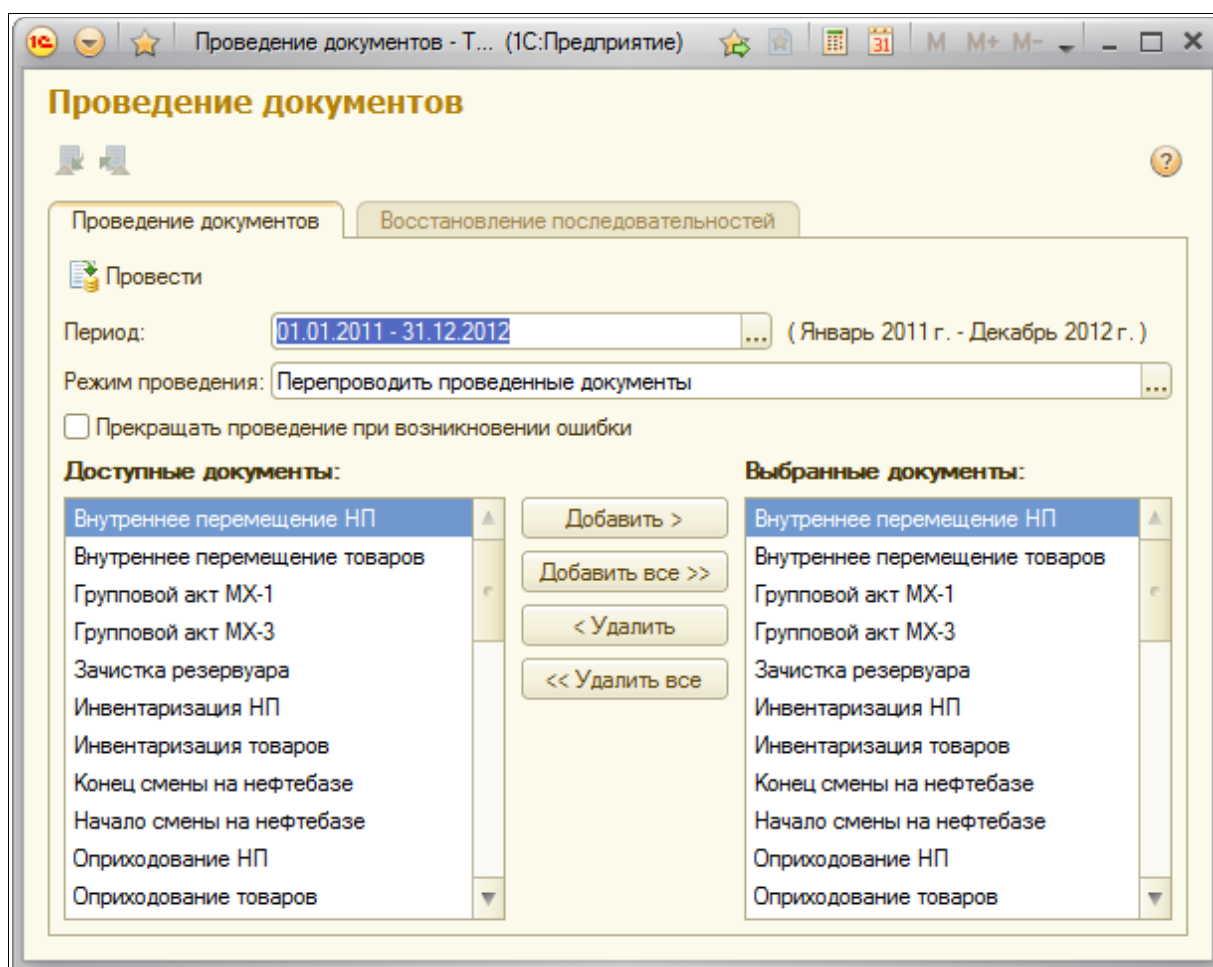 1С Проведение документов - Т... (1С:Предприятие) 31 M M+ M-
Проведение документов
?
Проведение документов Восстановление последовательностей
Провести
Период: 01.01.2011 - 31.12.2012 ... ( Январь 2011 г. - Декабрь 2012 г. )
Режим проведения: Перепроводить проведенные документы ...
Прекращать проведение при возникновении ошибки
Доступные документы: Выбранные документы:
Внутреннее перемещение НП Добавить > Внутреннее перемещение НП
Внутреннее перемещение товаров Внутреннее перемещение товаров
Добавить все >>
Групповой акт МХ-1 Групповой акт МХ-1
Групповой акт МХ-3 < Удалить Групповой акт МХ-3
Зачистка резервуара << Удалить все Зачистка резервуара
Инвентаризация НП Инвентаризация НП
Инвентаризация товаров Инвентаризация товаров
Конец смены на нефтебазе Конец смены на нефтебазе
Начало смены на нефтебазе Начало смены на нефтебазе
Оприходование НП Оприходование НП
Оприходование товаров Оприходование товаров